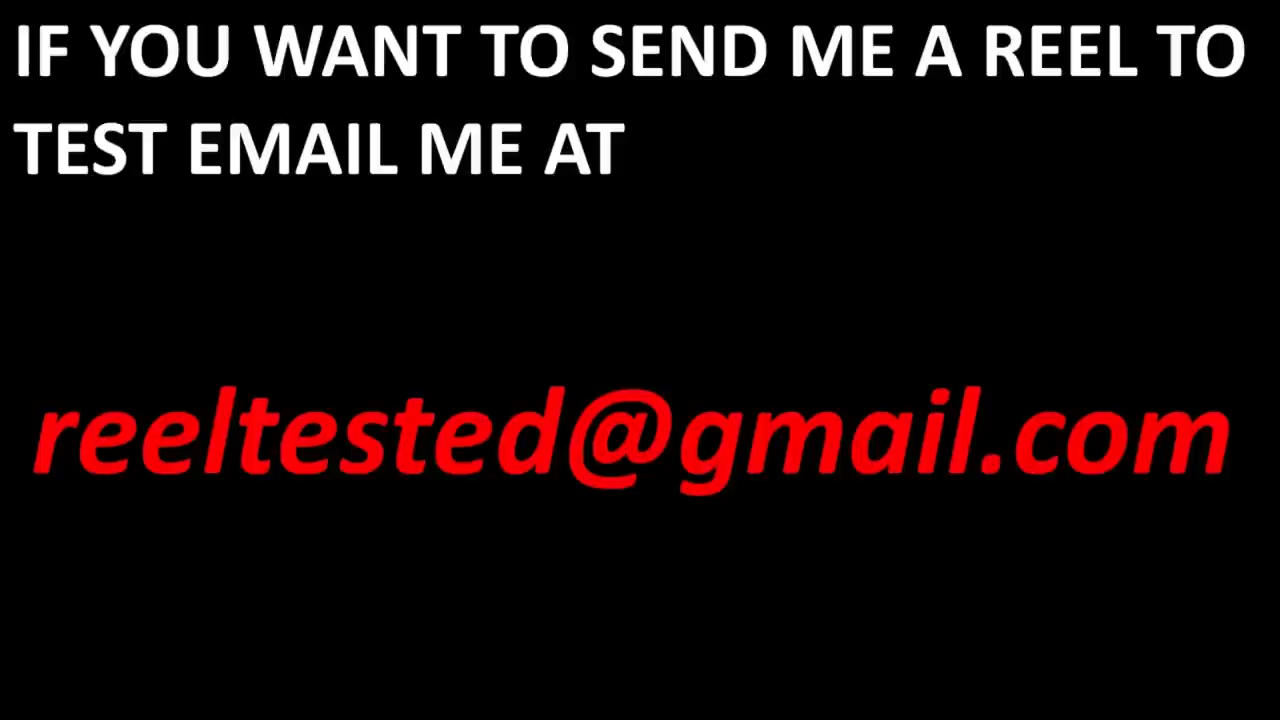 IF YOU WANT TO SEND ME A REEL TO
TEST EMAIL ME AT
reeltested@gmail.com